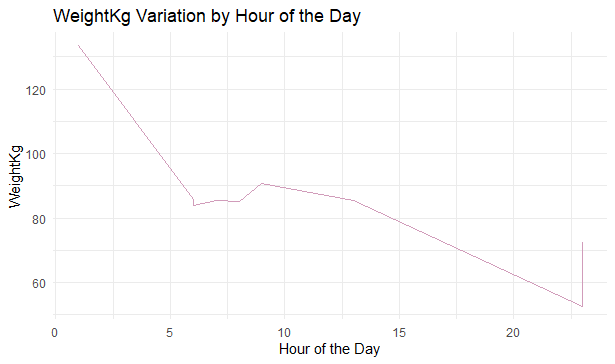 WeightKg Variation by Hour of the Day
WeightKg
120
100
80
60
0 5 10 15 20
Hour of the Day